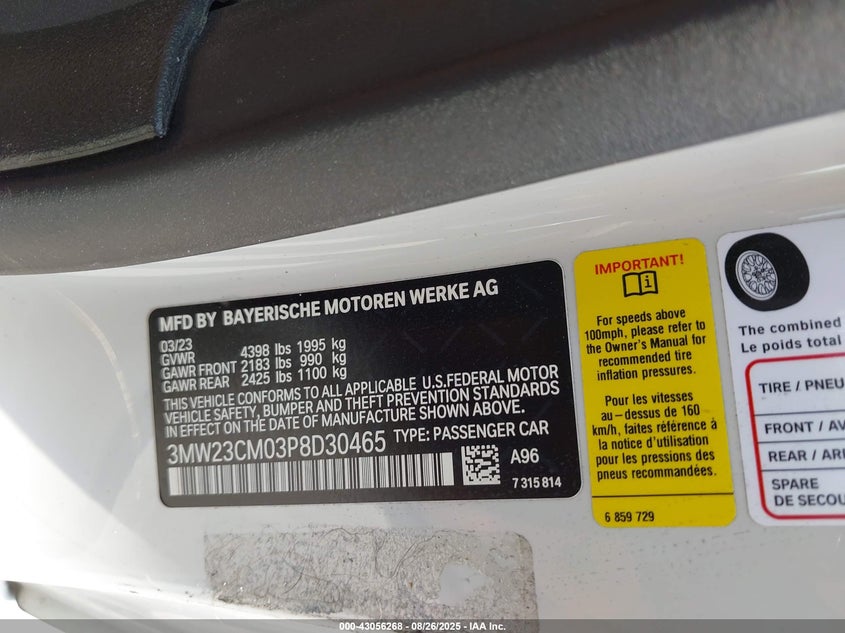 MFD BY BAYERISCHE MOTOREN WERKE AG
03/23
GVWR 4398 lbs 1995 kg
GAWR FRONT 2183 lbs 990 kg
GAWR REAR 2425 lbs 1100 kg
THIS VEHICLE CONFORMS TO ALL APPLICABLE U.S.FEDERAL MOTOR
VEHICLE SAFETY, BUMPER AND THEFT PREVENTION STANDARDS
IN EFFECT ON THE DATE OF MANUFACTURE SHOWN ABOVE.
3MW23CM03P8D30465 TYPE: PASSENGER CAR
A96
7 315 814
IMPORTANT!
For speeds above
100mph, please refer to
the Owner's Manual for
recommended tire
inflation pressures.
Pour les vitesses
au-dessus de 160
km/h, faites référence à
la notice d'utilisation
pour les pressions des
pneus recommandées.
6 859 729
The combined
Le poids total
TIRE / PNEU
FRONT / AV
REAR / ARR
SPARE
DE SECOU
000-43056268 - 08/26/2025 - IAA Inc.